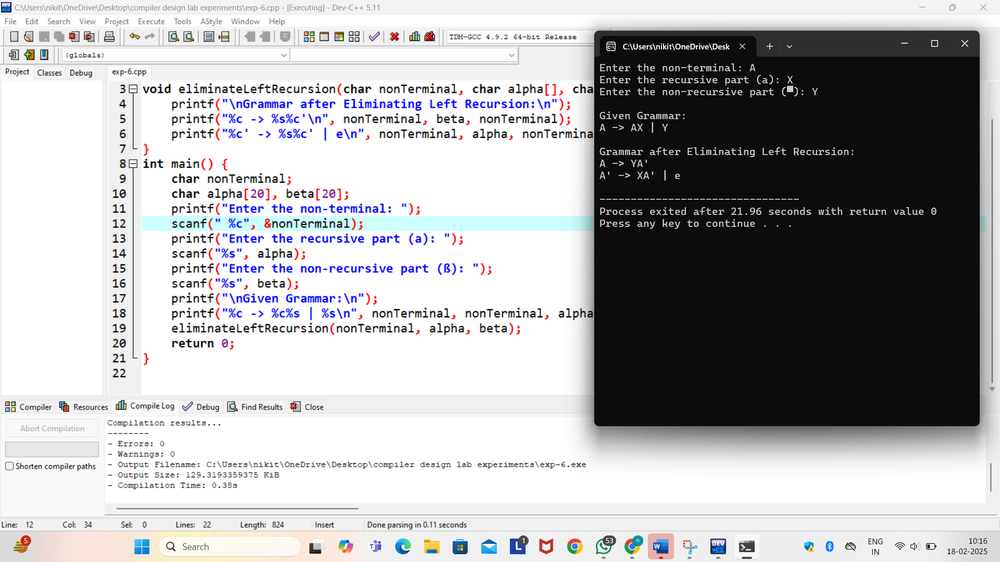 C:\Users\nikit\OneDrive\Desktop\compiler design lab experiments\exp-6.cpp - [Executing] - Dev-C++ 5.11
File Edit Search View Project Execute Tools AStyle Window Help
TDM-GCC 4.9.2 64-bit Release
(globals)
Project Classes Debug
exp-6.cpp
3 void eliminateLeftRecursion(char nonTerminal, char alpha[], cha
4 printf("\nGrammar after Eliminating Left Recursion:\n");
5 printf("%c -> %s%c'\n", nonTerminal, beta, nonTerminal);
6 printf("%c' -> %s%c' | e\n", nonTerminal, alpha, nonTermina
7 }
8 int main() {
9 char nonTerminal;
10 char alpha[20], beta[20];
11 printf("Enter the non-terminal: ");
12 scanf(" %c", &nonTerminal);
13 printf("Enter the recursive part (a): ");
14 scanf("%s", alpha);
15 printf("Enter the non-recursive part (ß): ");
16 scanf("%s", beta);
17 printf("\nGiven Grammar:\n");
18 printf("%c -> %c%s | %s\n", nonTerminal, nonTerminal, alpha
19 eliminateLeftRecursion(nonTerminal, alpha, beta);
20 return 0;
21 }
22
C:\Users\nikit\OneDrive\Desk
Enter the non-terminal: A
Enter the recursive part (a): X
Enter the non-recursive part (■): Y
Given Grammar:
A -> AX | Y
Grammar after Eliminating Left Recursion:
A -> YA'
A' -> XA' | e
--------------------------------
Process exited after 21.96 seconds with return value 0
Press any key to continue . . .
Compiler Resources Compile Log Debug Find Results Close
Abort Compilation
Shorten compiler paths
Compilation results...
--------
- Errors: 0
- Warnings: 0
- Output Filename: C:\Users\nikit\OneDrive\Desktop\compiler design lab experiments\exp-6.exe
- Output Size: 129.3193359375 KiB
- Compilation Time: 0.38s
Line: 12 Col: 34 Sel: 0 Lines: 22 Length: 824 Insert Done parsing in 0.11 seconds
5
Search
1
53
n
DEV
ENG
IN
10:16
18-02-2025